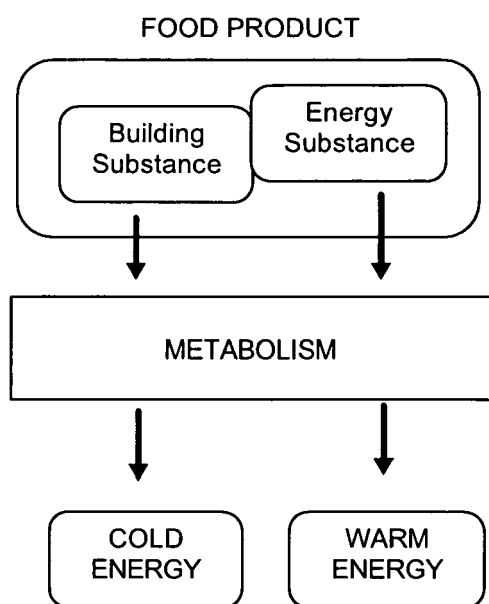 FOOD PRODUCT
Building
Substance
Energy
Substance
METABOLISM
COLD
ENERGY
WARM
ENERGY